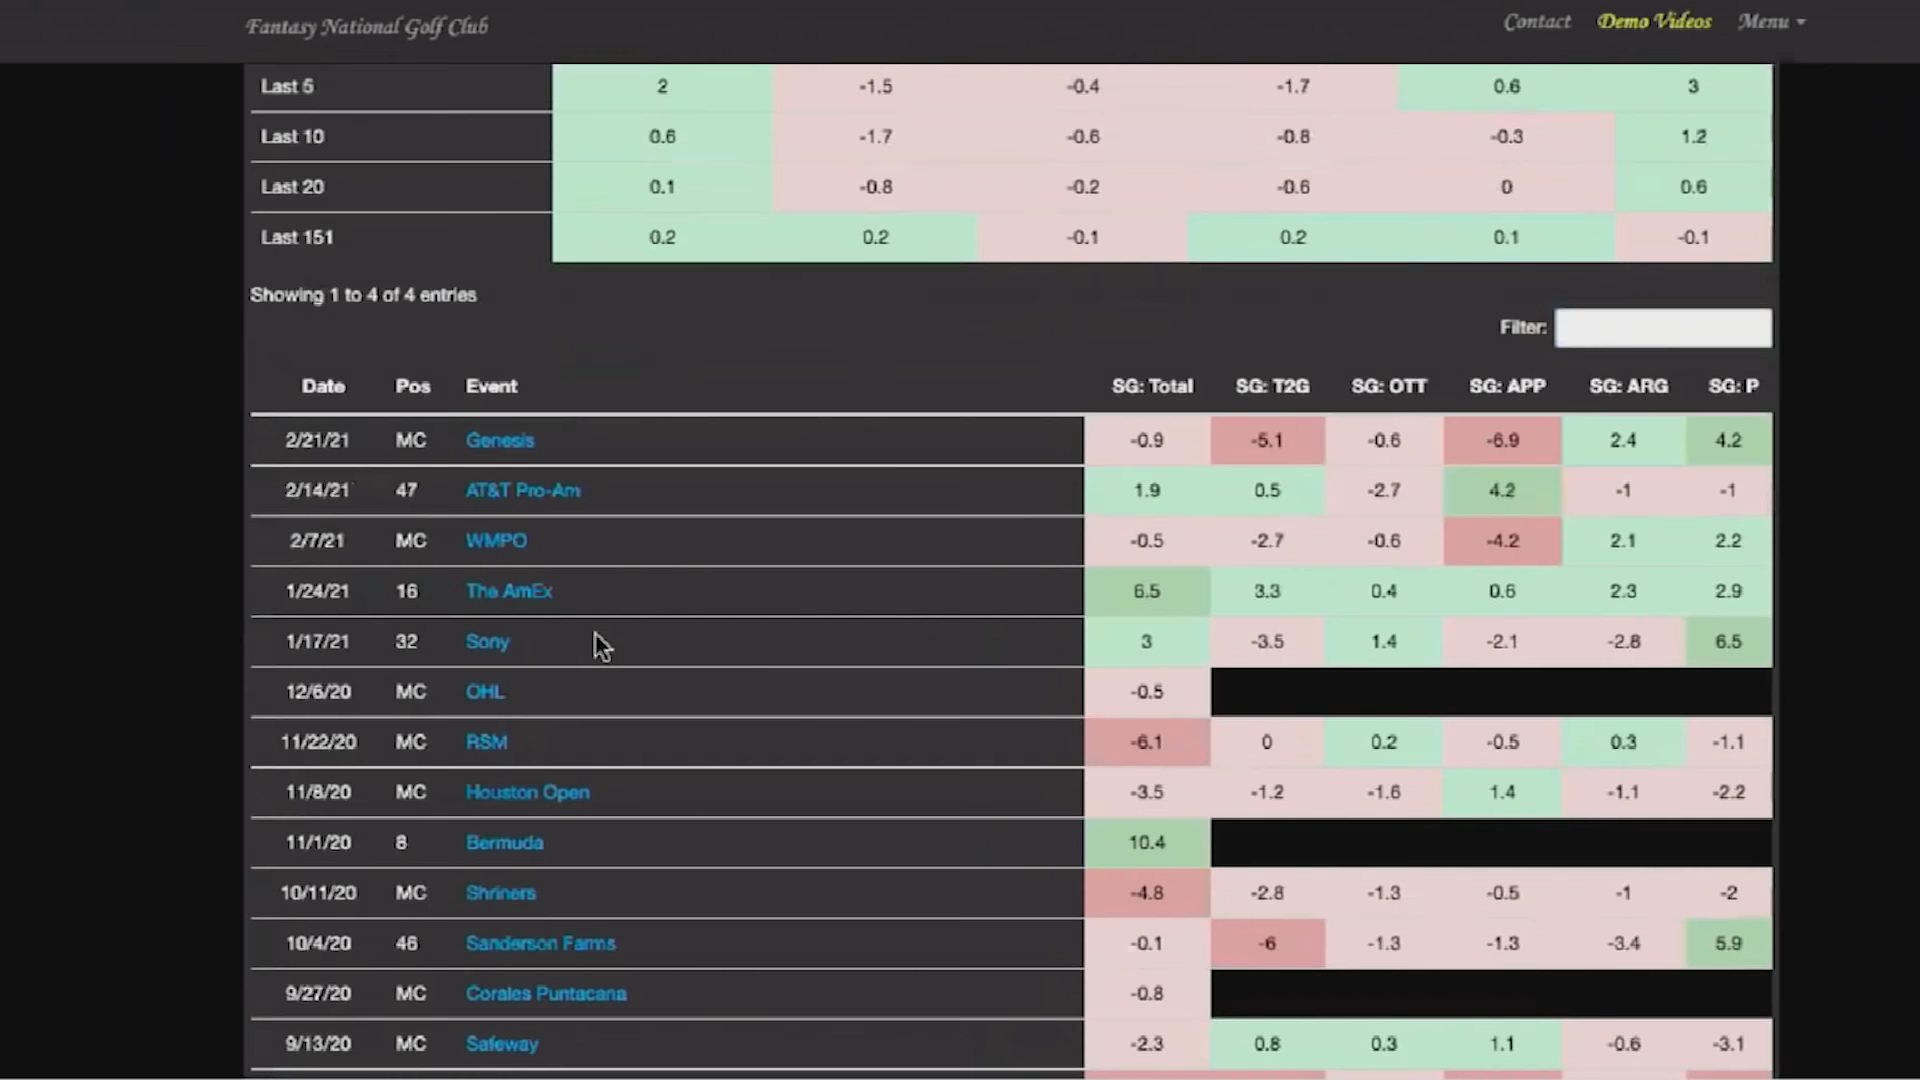 Fantasy National Golf Club Contact Demo Videos Menu
Last 5 2 -1.5 -0.4 -1.7 0.6 3
Last 10 0.6 -1.7 -0.6 -0.8 -0.3 1.2
Last 20 0.1 -0.8 -0.2 -0.6 0 0.6
Last 151 0.2 0.2 -0.1 0.2 0.1 -0.1
Showing 1 to 4 of 4 entries
Filter:
Date Pos Event SG: Total SG: T2G SG: OTT SG: APP SG: ARG SG: P
2/21/21 MC Genesis -0.9 -5.1 -0.6 -6.9 2.4 4.2
2/14/21 47 AT&T Pro-Am 1.9 0.5 -2.7 4.2 -1 -1
2/7/21 MC WMPO -0.5 -2.7 -0.6 -4.2 2.1 2.2
1/24/21 16 The AmEx 6.5 3.3 0.4 0.6 2.3 2.9
1/17/21 32 Sony 3 -3.5 1.4 -2.1 -2.8 6.5
12/6/20 MC OHL -0.5
11/22/20 MC RSM -6.1 0 0.2 -0.5 0.3 -1.1
11/8/20 MC Houston Open -3.5 -1.2 -1.6 1.4 -1.1 -2.2
11/1/20 8 Bermuda 10.4
10/11/20 MC Shriners -4.8 -2.8 -1.3 -0.5 -1 -2
10/4/20 46 Sanderson Farms -0.1 -6 -1.3 -1.3 -3.4 5.9
9/27/20 MC Corales Puntacana -0.8
9/13/20 MC Safeway -2.3 0.8 0.3 1.1 -0.6 -3.1